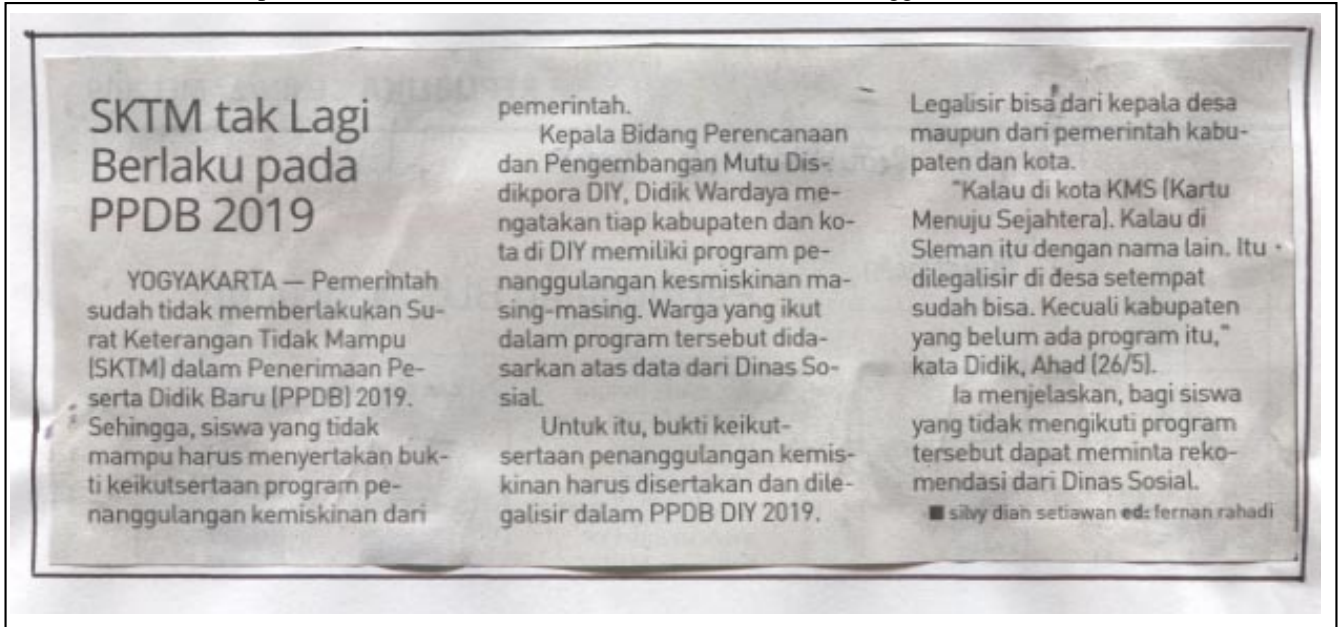 SKTM tak Lagi
Berlaku pada
PPDB 2019
YOGYAKARTA — Pemerintah
sudah tidak memberlakukan Su-
rat Keterangan Tidak Mampu
(SKTM) dalam Penerimaan Pe-
serta Didik Baru (PPDB) 2019.
Sehingga, siswa yang tidak
mampu harus menyertakan buk-
ti keikutsertaan program pe-
nanggulangan kemiskinan dari
pemerintah.
Kepala Bidang Perencanaan
dan Pengembangan Mutu Dis-
dikpora DIY, Didik Wardaya me-
ngatakan tiap kabupaten dan ko-
ta di DIY memiliki program pe-
nanggulangan kesmiskinan ma-
sing-masing. Warga yang ikut
dalam program tersebut dida-
sarkan atas data dari Dinas So-
sial.
Untuk itu, bukti keikut-
sertaan penanggulangan kemis-
kinan harus disertakan dan dile-
galisir dalam PPDB DIY 2019.
Legalisir bisa dari kepala desa
maupun dari pemerintah kabu-
paten dan kota.
"Kalau di kota KMS (Kartu
Menuju Sejahtera). Kalau di
Sleman itu dengan nama lain. Itu
dilegalisir di desa setempat
sudah bisa. Kecuali kabupaten
yang belum ada program itu,"
kata Didik, Ahad (26/5).
Ia menjelaskan, bagi siswa
yang tidak mengikuti program
tersebut dapat meminta reko-
mendasi dari Dinas Sosial.
■ silvy dian setiawan ed: fernan rahadi